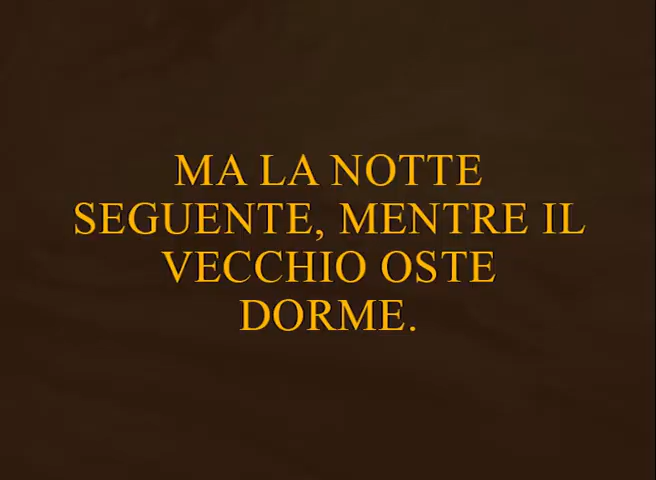 MA LA NOTTE
SEGUENTE, MENTRE IL
VECCHIO OSTE
DORME.